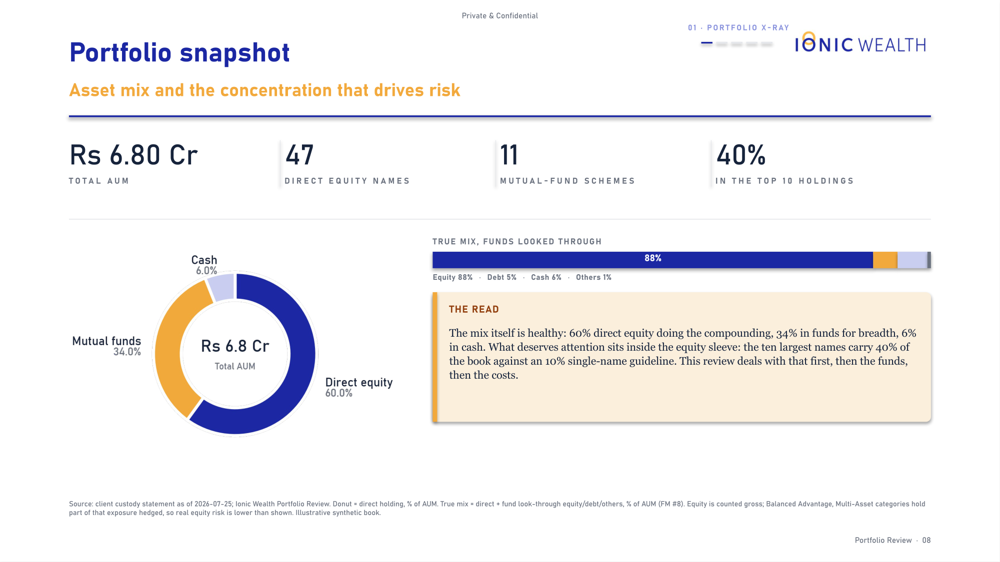 Private & Confidential
01 · PORTFOLIO X-RAY
IONIC WEALTH
Portfolio snapshot
Asset mix and the concentration that drives risk
Rs 6.80 Cr
TOTAL AUM
47
DIRECT EQUITY NAMES
11
MUTUAL-FUND SCHEMES
40%
IN THE TOP 10 HOLDINGS
Cash
6.0%
Mutual funds
34.0%
Rs 6.8 Cr
Total AUM
Direct equity
60.0%
TRUE MIX, FUNDS LOOKED THROUGH
88%
Equity 88% · Debt 5% · Cash 6% · Others 1%
THE READ
The mix itself is healthy: 60% direct equity doing the compounding, 34% in funds for breadth, 6%
in cash. What deserves attention sits inside the equity sleeve: the ten largest names carry 40% of
the book against an 10% single-name guideline. This review deals with that first, then the funds,
then the costs.
Source: client custody statement as of 2026-07-25; Ionic Wealth Portfolio Review. Donut = direct holding, % of AUM. True mix = direct + fund look-through equity/debt/others, % of AUM (FM #8). Equity is counted gross; Balanced Advantage, Multi-Asset categories hold
part of that exposure hedged, so real equity risk is lower than shown. Illustrative synthetic book.
Portfolio Review · 08